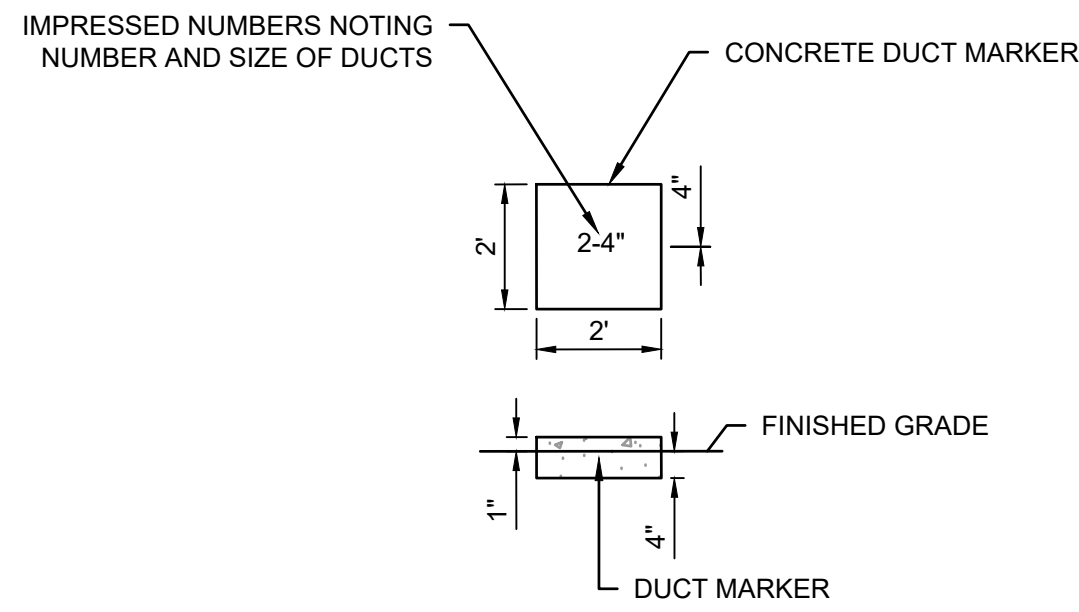 IMPRESSED NUMBERS NOTING
NUMBER AND SIZE OF DUCTS
CONCRETE DUCT MARKER
4"
2'
2-4"
2'
FINISHED GRADE
1"
4"
DUCT MARKER